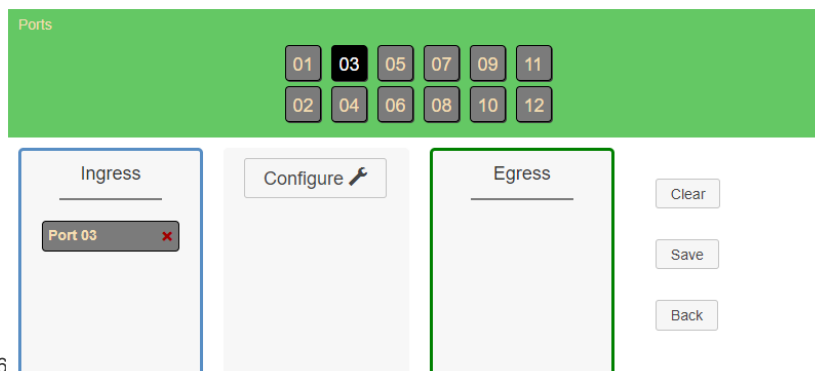 Ports
01 03 05 07 09 11
02 04 06 08 10 12
Ingress
Configure
Egress
Clear
Port 03
Save
Back